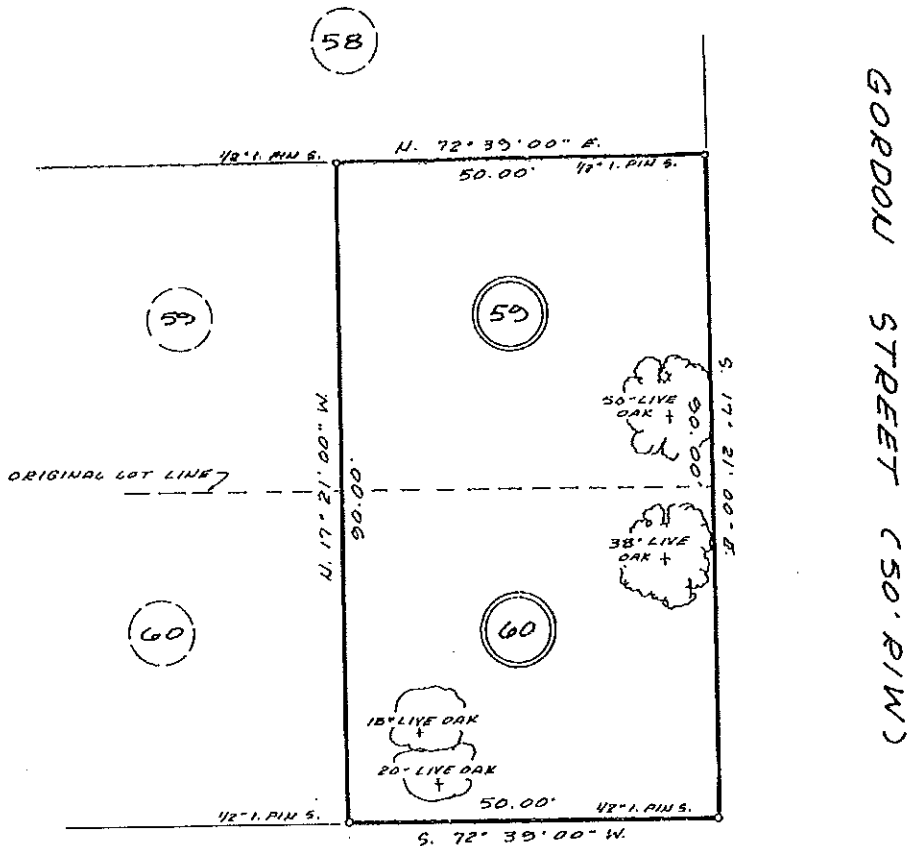 58
N. 72° 39' 00" E.
1/2" I. PIN S.
50.00'
1/2" I. PIN S.
GORDON STREET (50' R/W)
59
59
50" LIVE
OAK
S. 17° 21' 00" E.
90.00'
ORIGINAL LOT LINE
N. 17° 21' 00" W.
90.00'
38" LIVE
OAK
60
60
18" LIVE OAK
20" LIVE OAK
1/2" I. PIN S.
50.00'
1/2" I. PIN S.
S. 72° 39' 00" W.